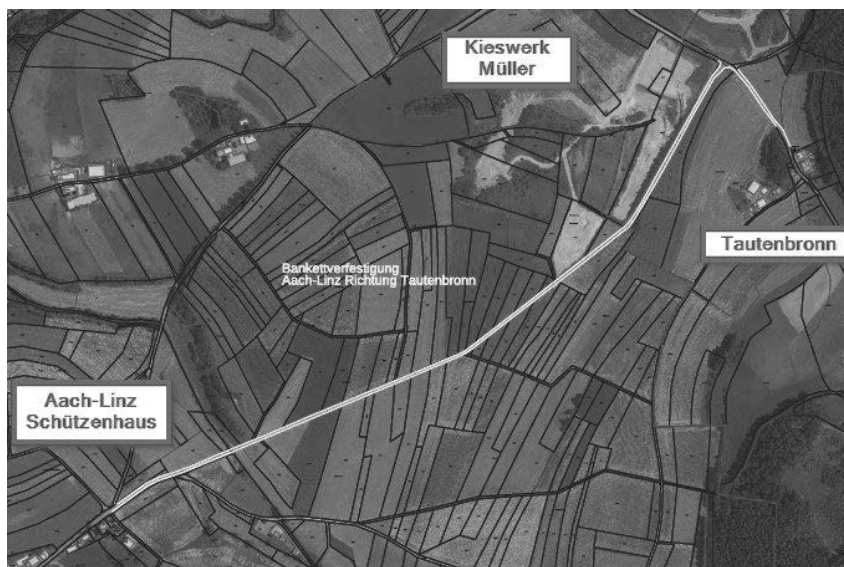 Kieswerk
Müller
Tautenbronn
Bankettverfestigung
Aach-Linz Richtung Tautenbronn
Aach-Linz
Schützenhaus